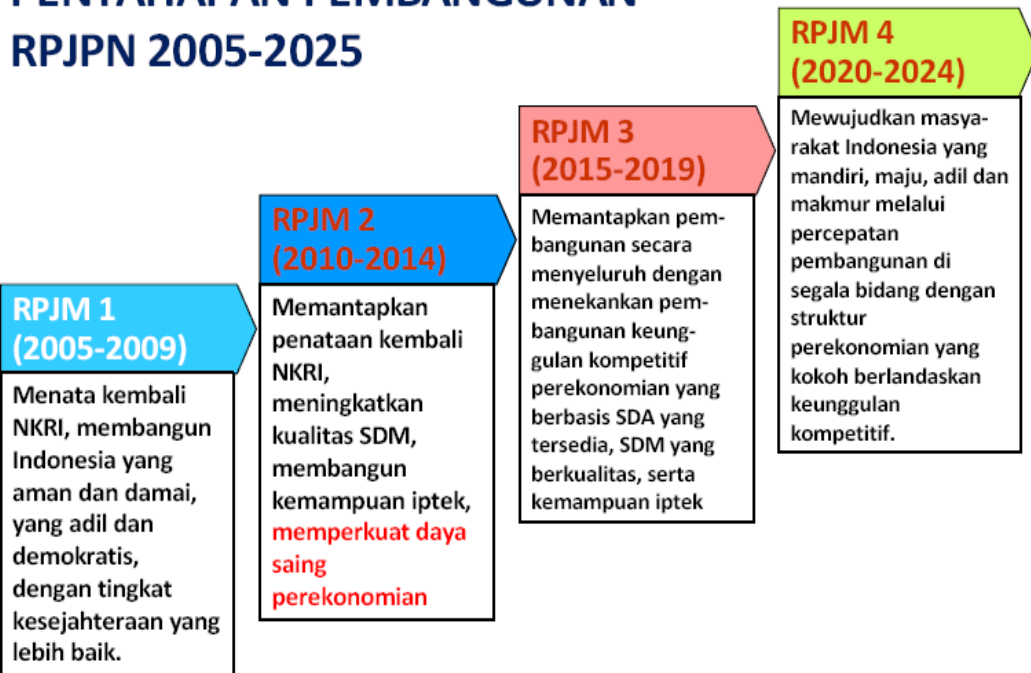 PENTAHAPAN PEMBANGUNAN
RPJPN 2005-2025
RPJM 1
(2005-2009)
Menata kembali
NKRI, membangun
Indonesia yang
aman dan damai,
yang adil dan
demokratis,
dengan tingkat
kesejahteraan yang
lebih baik.
RPJM 2
(2010-2014)
Memantapkan
penataan kembali
NKRI,
meningkatkan
kualitas SDM,
membangun
kemampuan iptek,
memperkuat daya
saing
perekonomian
RPJM 3
(2015-2019)
Memantapkan pem-
bangunan secara
menyeluruh dengan
menekankan pem-
bangunan keung-
gulan kompetitif
perekonomian yang
berbasis SDA yang
tersedia, SDM yang
berkualitas, serta
kemampuan iptek
RPJM 4
(2020-2024)
Mewujudkan masya-
rakat Indonesia yang
mandiri, maju, adil dan
makmur melalui
percepatan
pembangunan di
segala bidang dengan
struktur
perekonomian yang
kokoh berlandaskan
keunggulan
kompetitif.